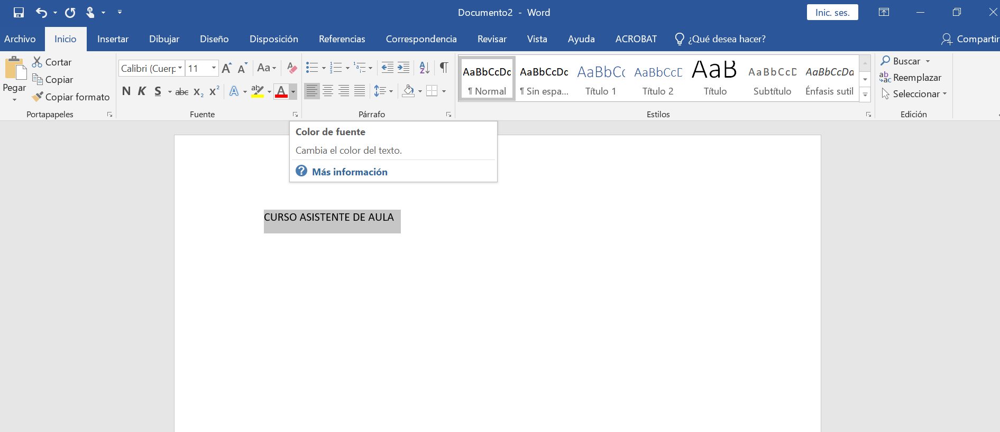 Documento2 - Word
Inic. ses.
Archivo Inicio Insertar Dibujar Diseño Disposición Referencias Correspondencia Revisar Vista Ayuda ACROBAT ¿Qué desea hacer? Compartir
Pegar
Cortar
Copiar
Copiar formato
Portapapeles
Calibri (Cuerp 11 Aa
N K S abc X₂ X² A ab A
Fuente
Párrafo
AaBbCcDc AaBbCcDc AaBbCc AaBbCcD AaB AaBbCcD AaBbCcDa
¶ Normal ¶ Sin espa... Título 1 Título 2 Título Subtítulo Énfasis sutil
Estilos
Buscar
Reemplazar
Seleccionar
Edición
Color de fuente
Cambia el color del texto.
Más información
CURSO ASISTENTE DE AULA